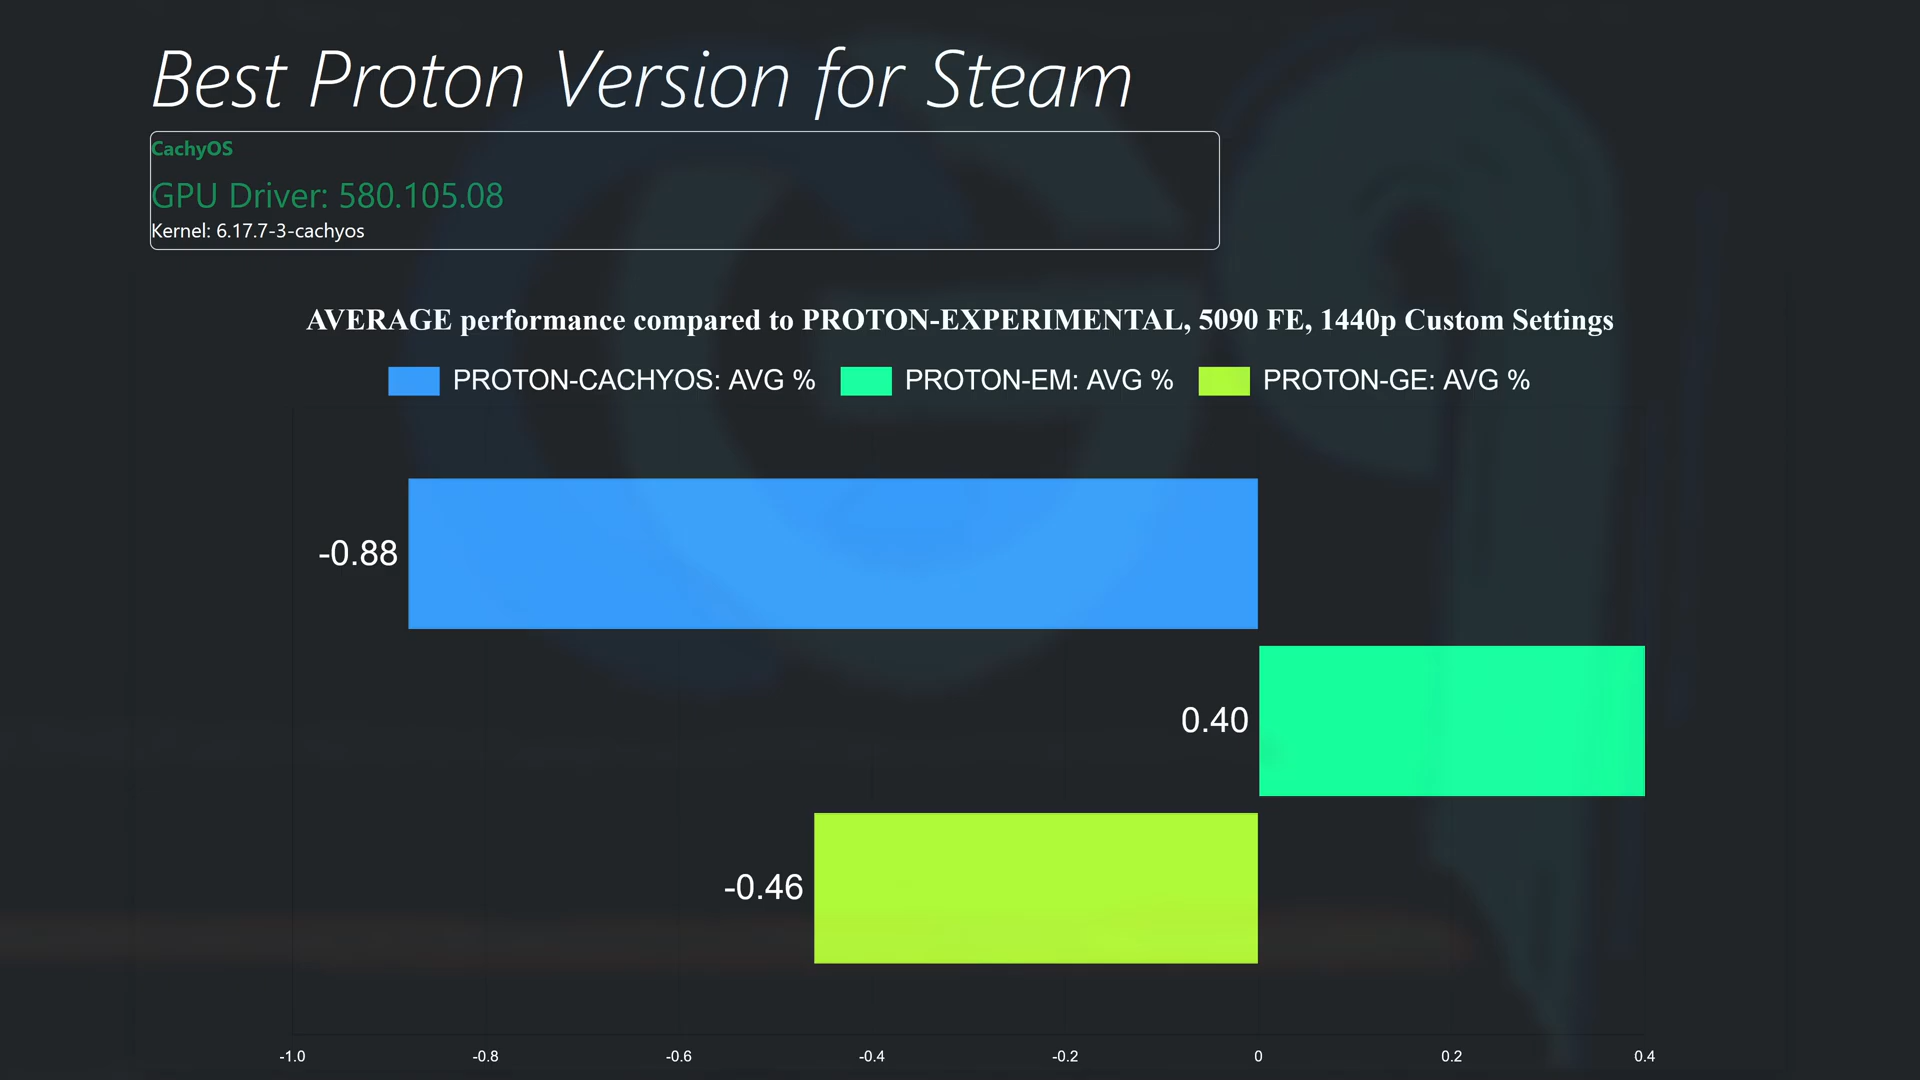 Best Proton Version for Steam
CachyOS
GPU Driver: 580.105.08
Kernel: 6.17.7-3-cachyos
AVERAGE performance compared to PROTON-EXPERIMENTAL, 5090 FE, 1440p Custom Settings
PROTON-CACHYOS: AVG % PROTON-EM: AVG % PROTON-GE: AVG %
-0.88
0.40
-0.46
-1.0 -0.8 -0.6 -0.4 -0.2 0 0.2 0.4